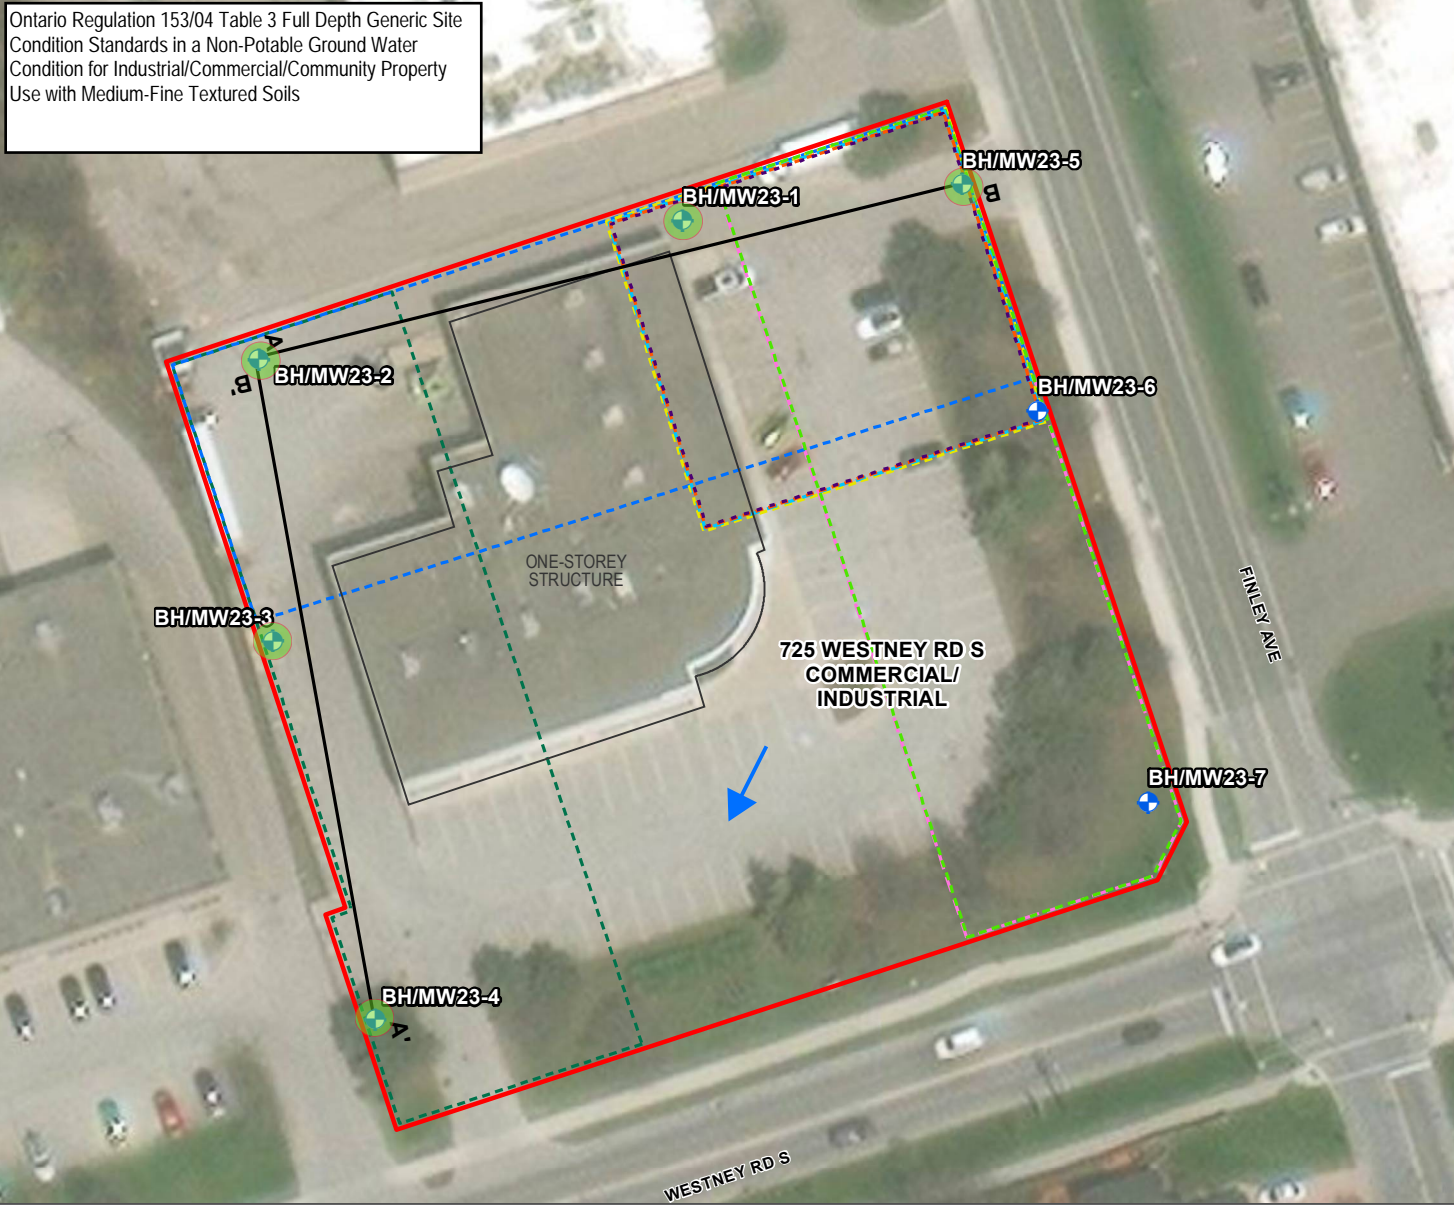 Ontario Regulation 153/04 Table 3 Full Depth Generic Site
Condition Standards in a Non-Potable Ground Water
Condition for Industrial/Commercial/Community Property
Use with Medium-Fine Textured Soils
BH/MW23-5
B
BH/MW23-1
A
BH/MW23-2
B'
BH/MW23-6
ONE-STOREY
STRUCTURE
FINLEY AVE
BH/MW23-3
725 WESTNEY RD S
COMMERCIAL/
INDUSTRIAL
BH/MW23-7
BH/MW23-4
A'
WESTNEY RD S